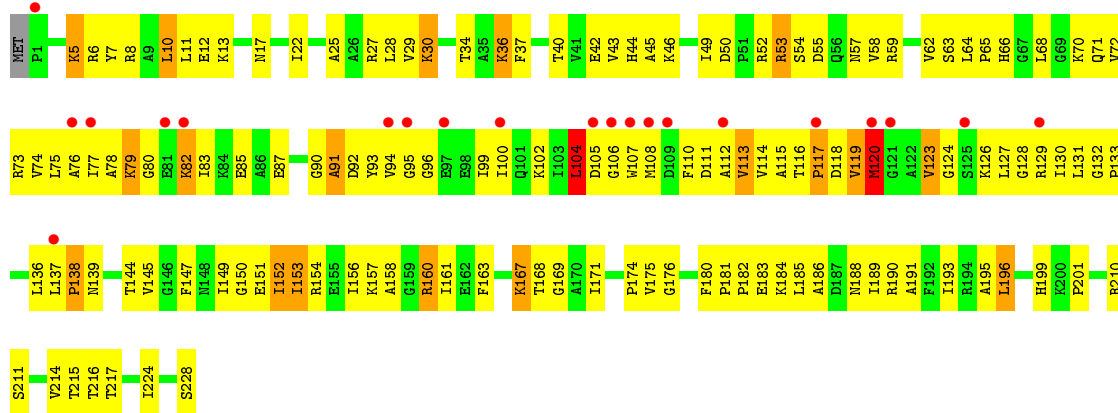 MET P1 K5 R6 Y7 R8 A9 L10 L11 E12 K13 N17 I22 A25 A26 R27 L28 V29 K30 T34 A35 K36 F37 T40 V41 E42 V43 H44 A45 K46 I49 D50 P51 R52 R53 S54 D55 Q56 N57 V58 R59 V62 S63 L64 P65 H66 G67 L68 G69 K70 Q71 V72
R73 V74 L75 A76 I77 A78 K79 G80 E81 K82 I83 K84 E85 A86 E87 G90 A91 D92 Y93 V94 G95 G96 E97 E98 I99 I100 Q101 K102 I103 L104 D105 G106 W107 M108 D109 F110 D111 A112 V113 V114 A115 T116 P117 D118 V119 M120 G121 A122 V123 G124 S125 K126 L127 G128 R129 I130 L131 G132 P133
L136 L137 P138 N139 T144 V145 G146 F147 N148 I149 G150 E151 I152 I153 R154 E155 I156 K157 A158 G159 R160 I161 E162 F163 K167 T168 G169 A170 I171 P174 V175 G176 F180 P181 P182 E183 K184 L185 A186 D187 N188 I189 R190 A191 F192 I193 R194 A195 L196 H199 K200 P201 R210
S211 V214 T215 T216 T217 I224 S228